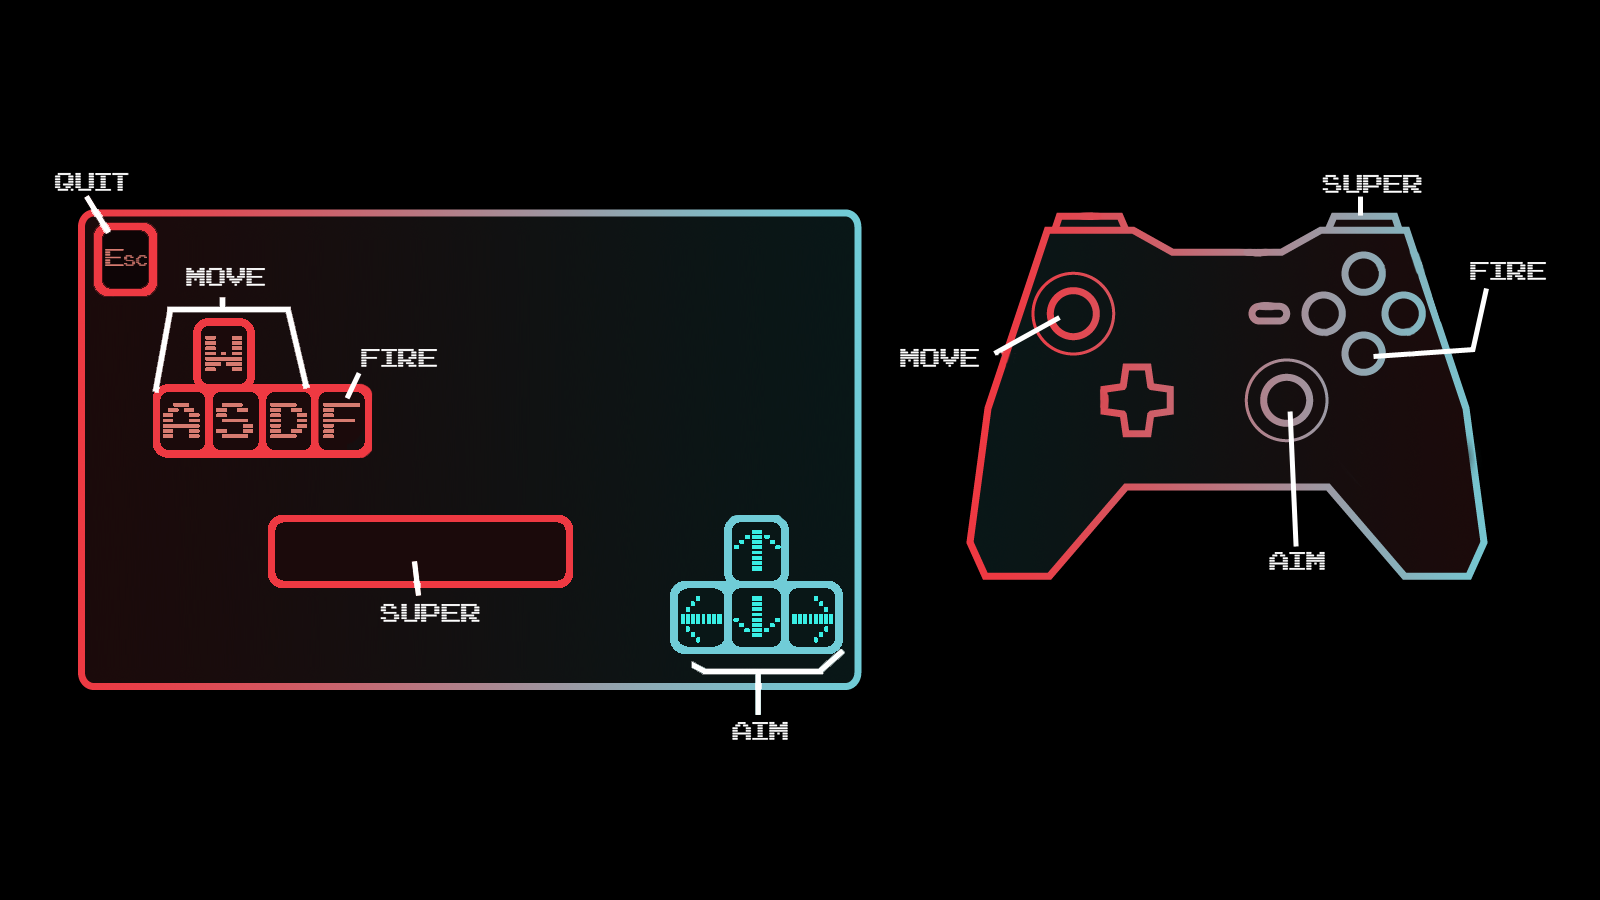 QUIT
Esc
MOVE
W
FIRE
A S D F
SUPER
↑
← ↓ →
AIM
SUPER
FIRE
MOVE
AIM